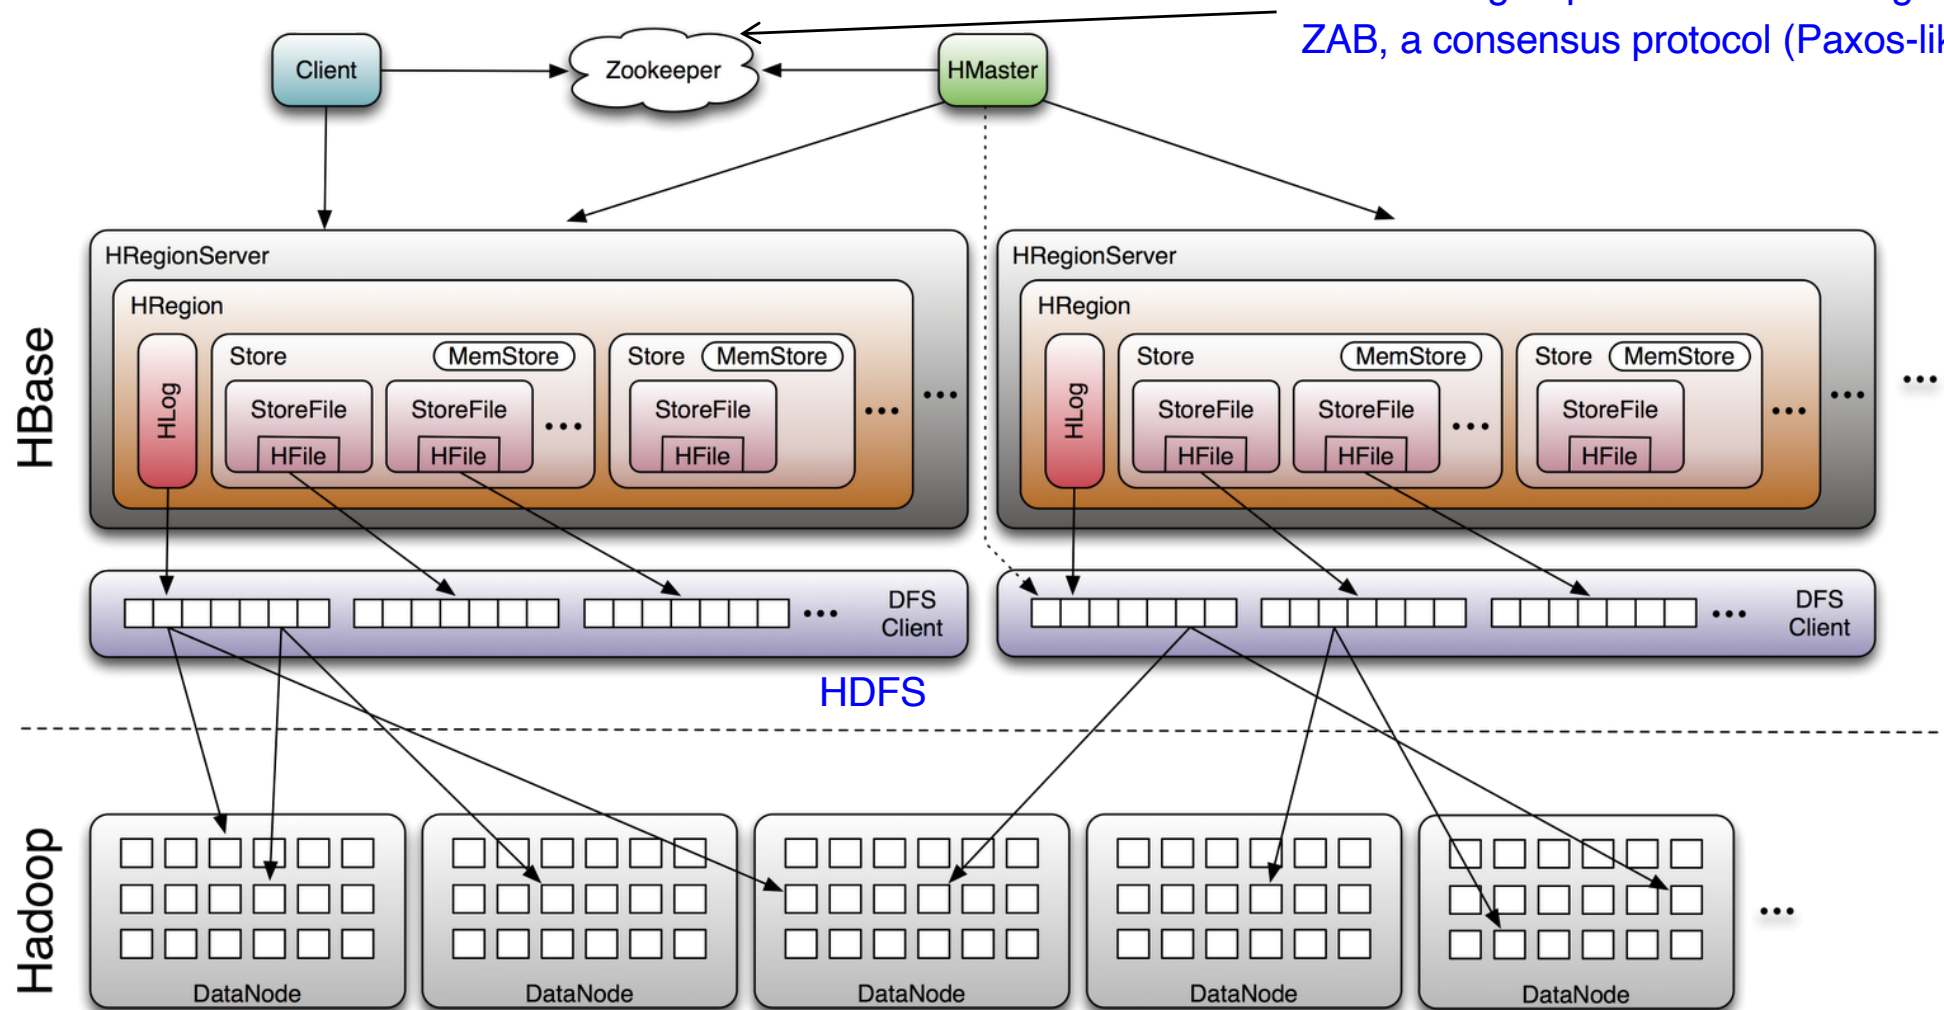 ZAB, a consensus protocol (Paxos-lik
Client
Zookeeper
HMaster
HBase
HRegionServer
HRegion
HLog
Store
MemStore
StoreFile
HFile
StoreFile
HFile
...
Store
MemStore
StoreFile
HFile
...
...
HRegionServer
HRegion
HLog
Store
MemStore
StoreFile
HFile
StoreFile
HFile
...
Store
MemStore
StoreFile
HFile
...
...
...
...
DFS
Client
...
DFS
Client
HDFS
Hadoop
DataNode
DataNode
DataNode
DataNode
DataNode
...